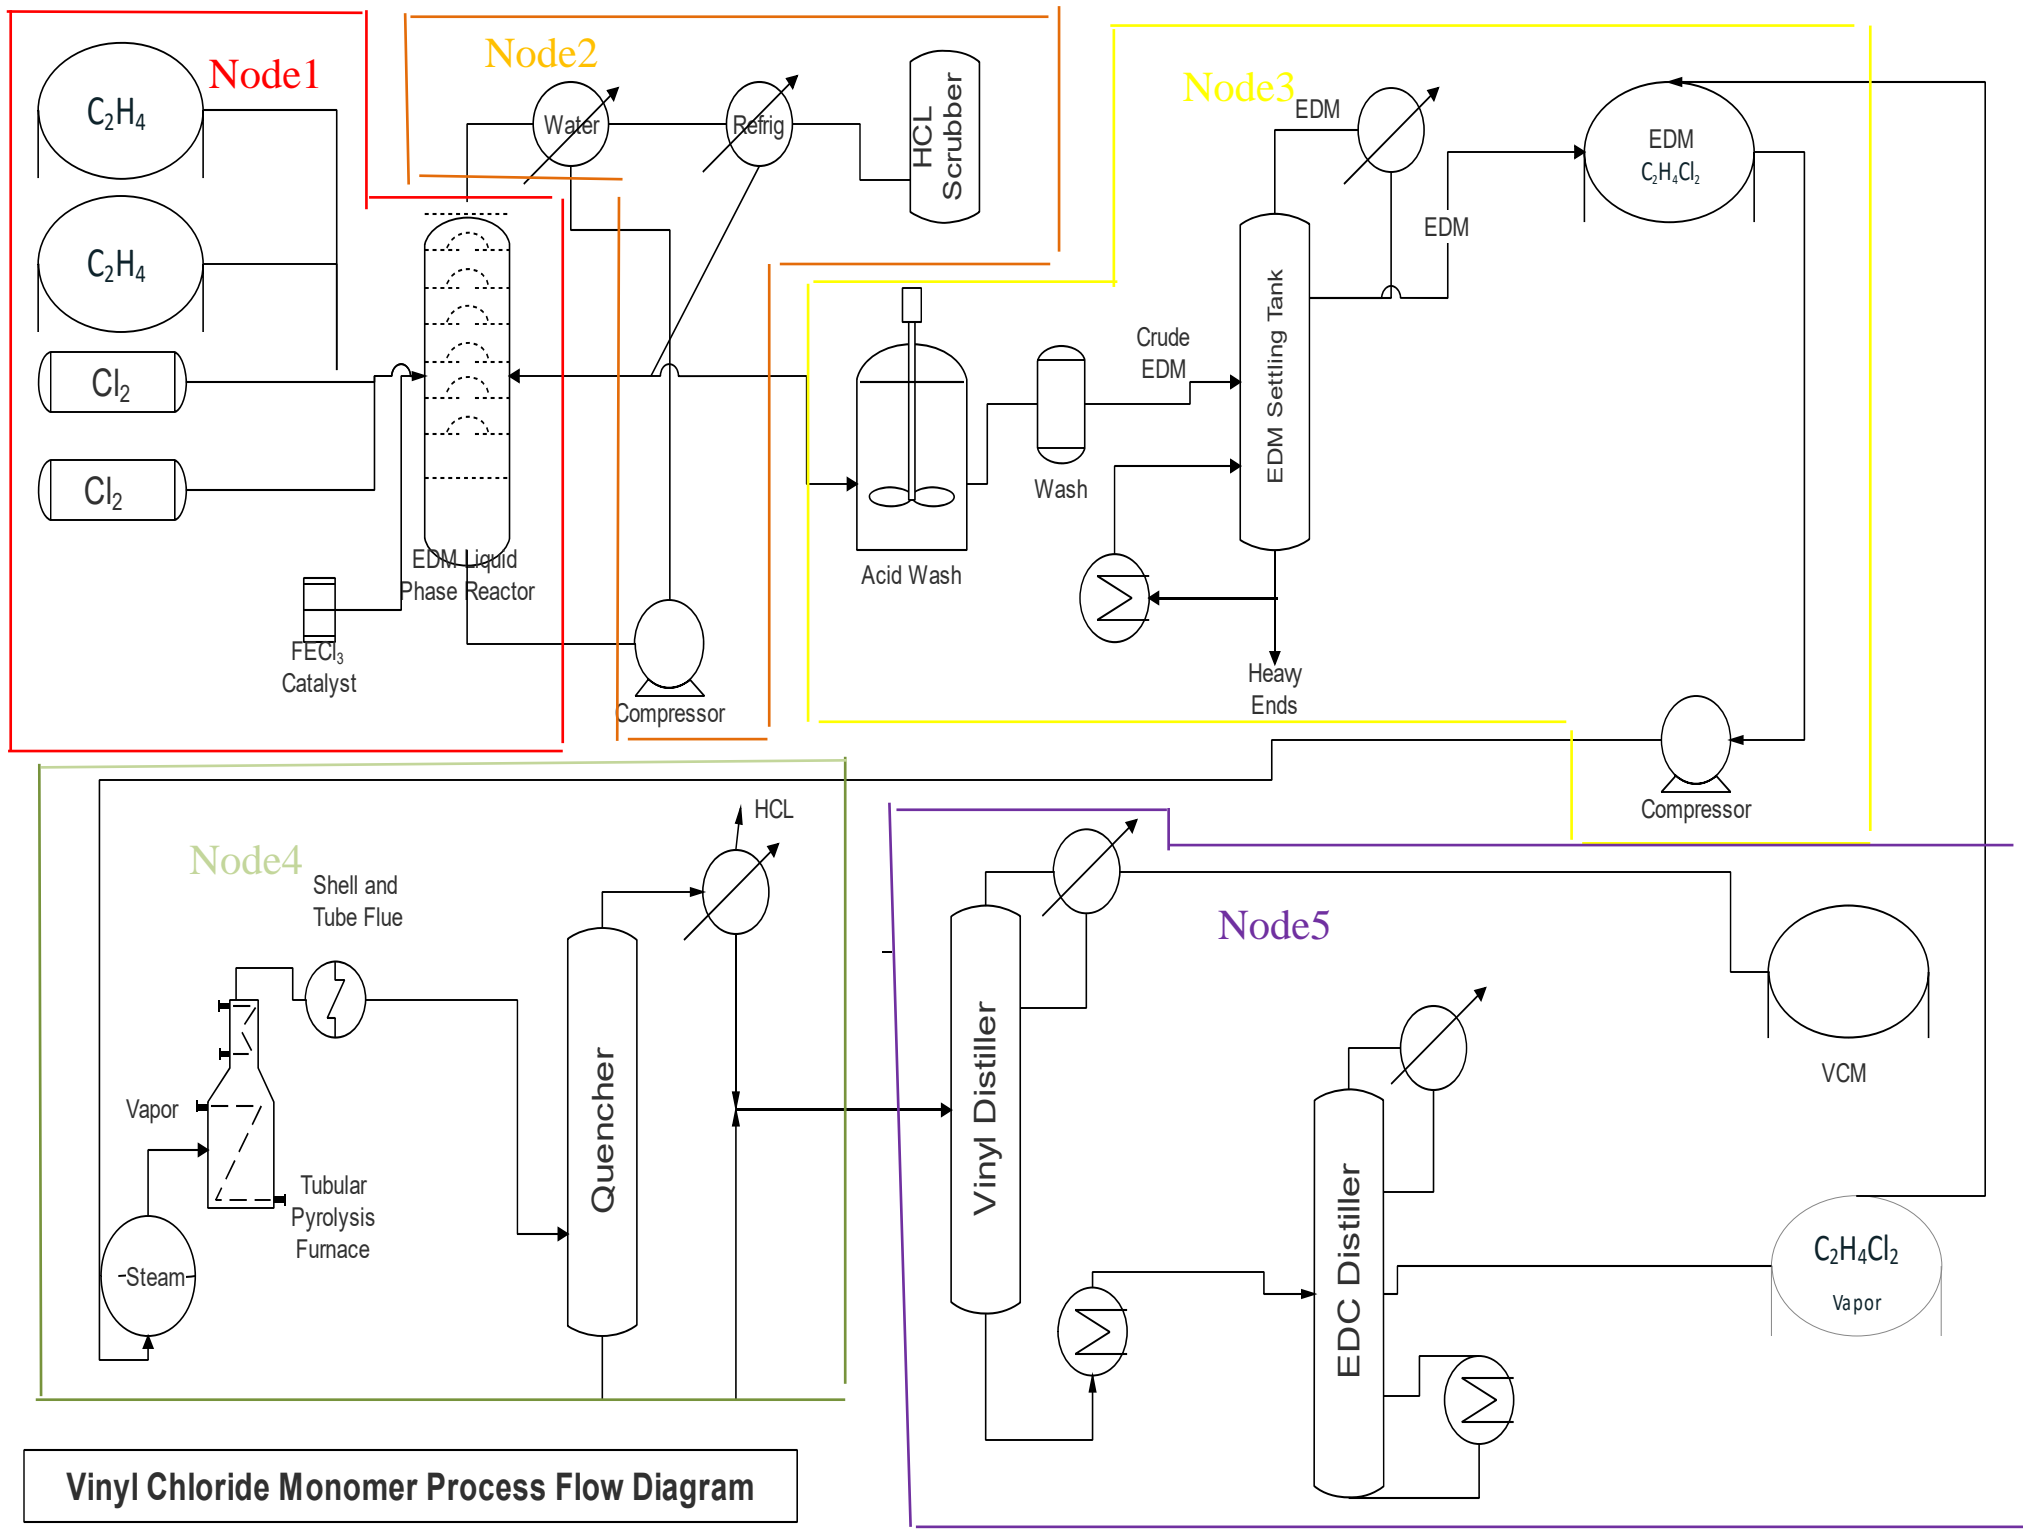 Node1
C₂H₄
C₂H₄
Cl₂
Cl₂
FECl₃
Catalyst
EDM Liquid
Phase Reactor
Node2
Water
Refrig
HCL
Scrubber
Compressor
Node3
EDM
EDM
EDM
C₂H₄Cl₂
Crude
EDM
Acid Wash
Wash
EDM Settling Tank
Heavy
Ends
Compressor
Node4
HCL
Shell and
Tube Flue
Vapor
Tubular
Pyrolysis
Furnace
Steam
Quencher
Node5
Vinyl Distiller
EDC Distiller
VCM
C₂H₄Cl₂
Vapor
Vinyl Chloride Monomer Process Flow Diagram